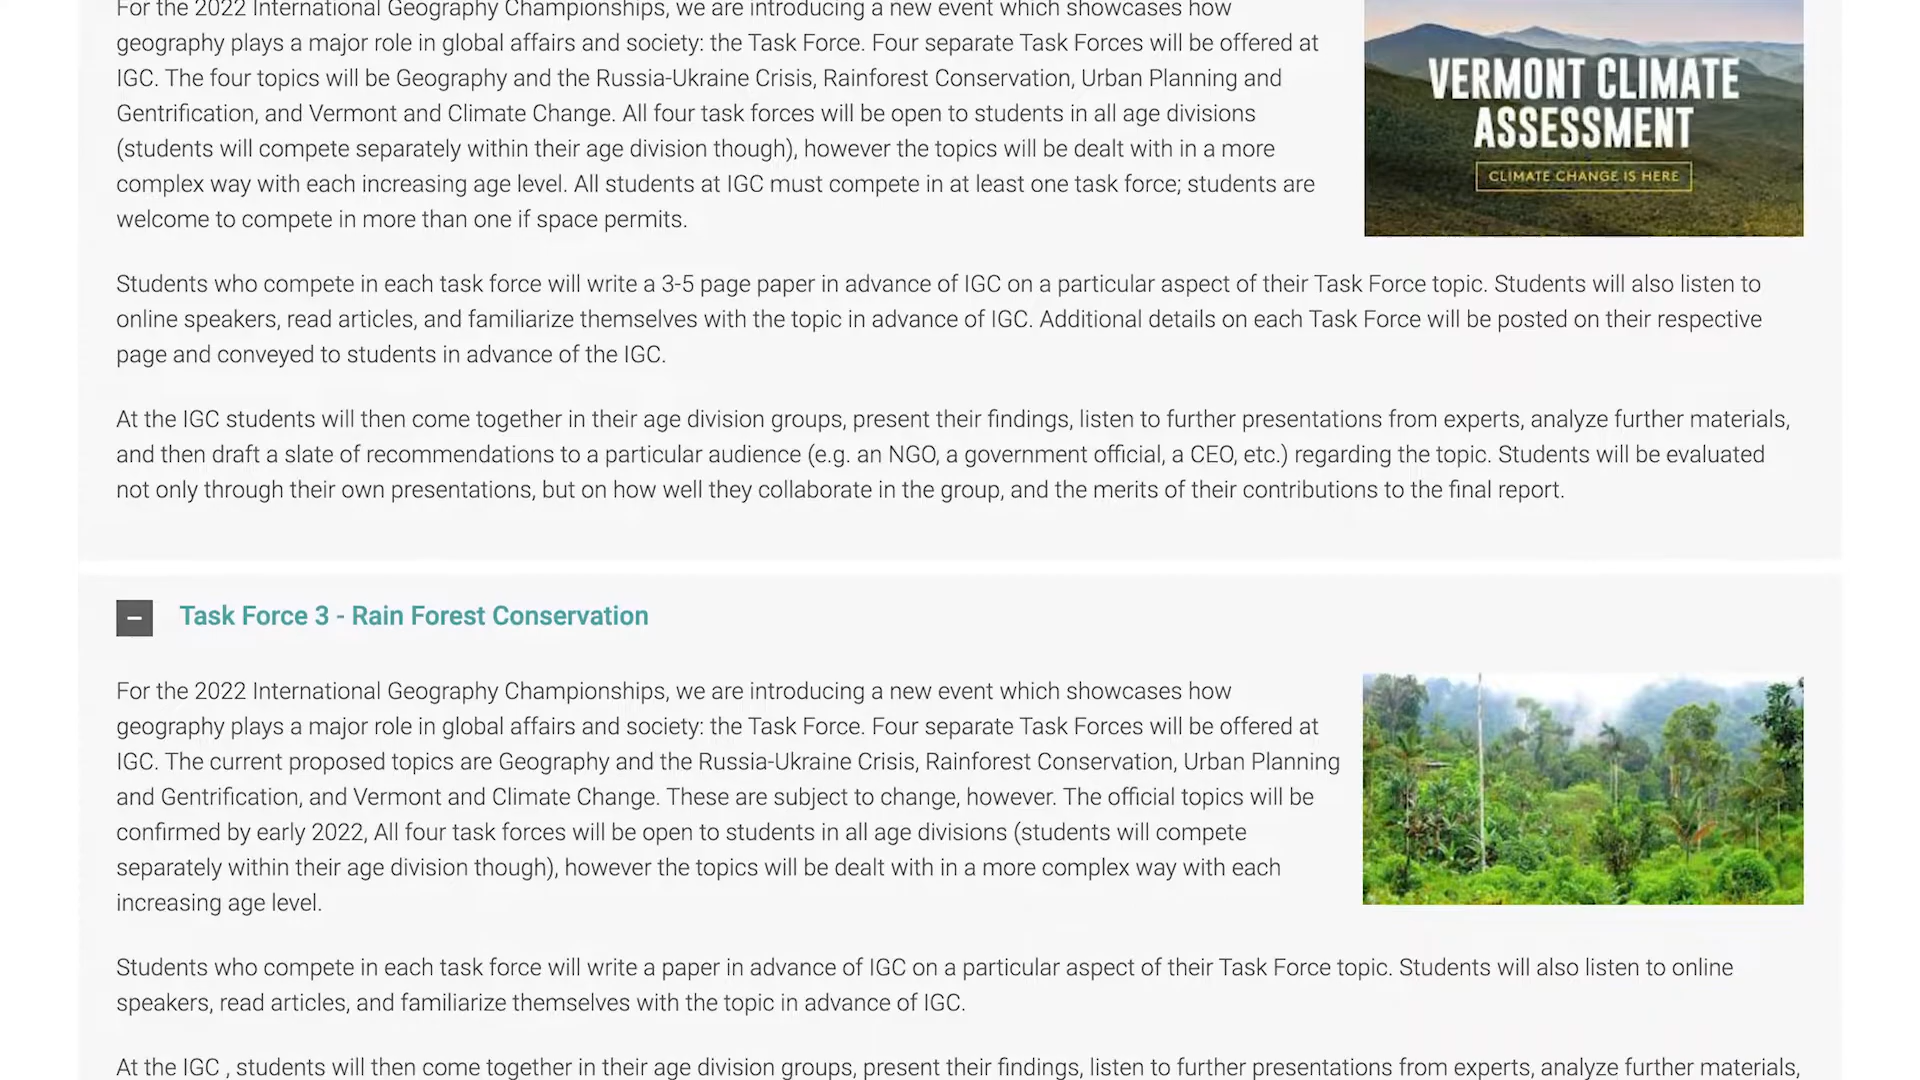 For the 2022 International Geography Championships, we are introducing a new event which showcases how
geography plays a major role in global affairs and society: the Task Force. Four separate Task Forces will be offered at
IGC. The four topics will be Geography and the Russia-Ukraine Crisis, Rainforest Conservation, Urban Planning and
Gentrification, and Vermont and Climate Change. All four task forces will be open to students in all age divisions
(students will compete separately within their age division though), however the topics will be dealt with in a more
complex way with each increasing age level. All students at IGC must compete in at least one task force; students are
welcome to compete in more than one if space permits.
VERMONT CLIMATE
ASSESSMENT
CLIMATE CHANGE IS HERE
Students who compete in each task force will write a 3-5 page paper in advance of IGC on a particular aspect of their Task Force topic. Students will also listen to
online speakers, read articles, and familiarize themselves with the topic in advance of IGC. Additional details on each Task Force will be posted on their respective
page and conveyed to students in advance of the IGC.
At the IGC students will then come together in their age division groups, present their findings, listen to further presentations from experts, analyze further materials,
and then draft a slate of recommendations to a particular audience (e.g. an NGO, a government official, a CEO, etc.) regarding the topic. Students will be evaluated
not only through their own presentations, but on how well they collaborate in the group, and the merits of their contributions to the final report.
Task Force 3 - Rain Forest Conservation
For the 2022 International Geography Championships, we are introducing a new event which showcases how
geography plays a major role in global affairs and society: the Task Force. Four separate Task Forces will be offered at
IGC. The current proposed topics are Geography and the Russia-Ukraine Crisis, Rainforest Conservation, Urban Planning
and Gentrification, and Vermont and Climate Change. These are subject to change, however. The official topics will be
confirmed by early 2022, All four task forces will be open to students in all age divisions (students will compete
separately within their age division though), however the topics will be dealt with in a more complex way with each
increasing age level.
Students who compete in each task force will write a paper in advance of IGC on a particular aspect of their Task Force topic. Students will also listen to online
speakers, read articles, and familiarize themselves with the topic in advance of IGC.
At the IGC , students will then come together in their age division groups, present their findings, listen to further presentations from experts, analyze further materials,